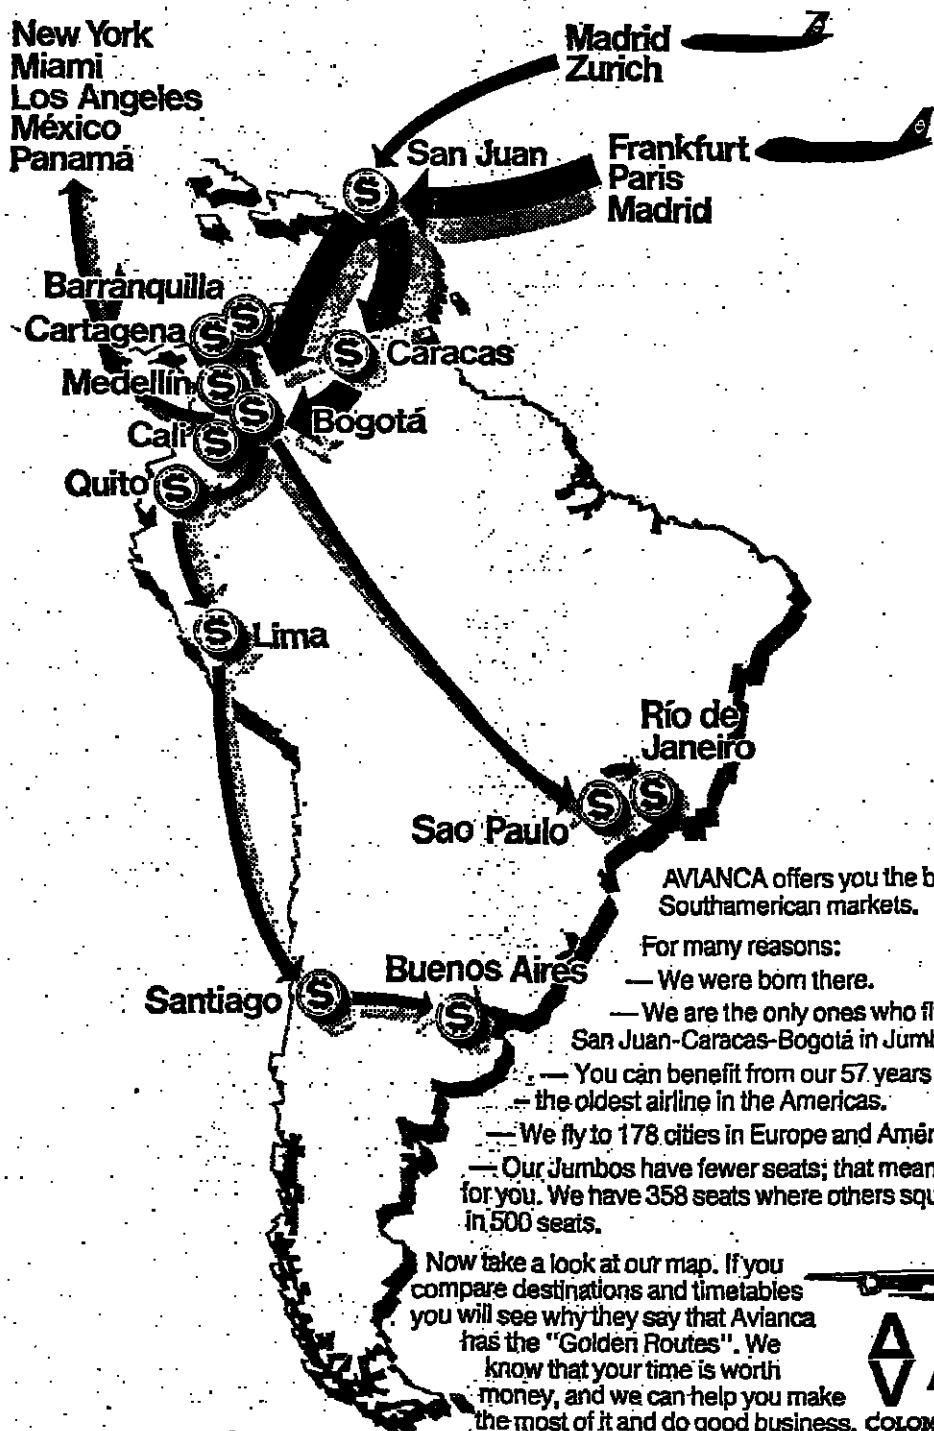 New York
Miami
Los Angeles
México
Panamá
Madrid
Zurich
San Juan
Frankfurt
Paris
Madrid
Barranquilla
Cartagena
Caracas
Medellín
Bogotá
Cali
Quito
Lima
Río de
Janeiro
Sao Paulo
Santiago
Buenos Aires
AVIANCA offers you the
Southamerican markets.
For many reasons:
— We were born there.
— We are the only ones who
San Juan-Caracas-Bogotá in
— You can benefit from our 57 years
— the oldest airline in the Americas.
— We fly to 178 cities in Europe and
— Our Jumbos have fewer seats; that
for you. We have 358 seats where others
in 500 seats.
Now take a look at our map. If you
compare destinations and timetables
you will see why they say that Avianca
has the "Golden Routes". We
know that your time is worth
money, and we can help you make
the most of it and do good business.